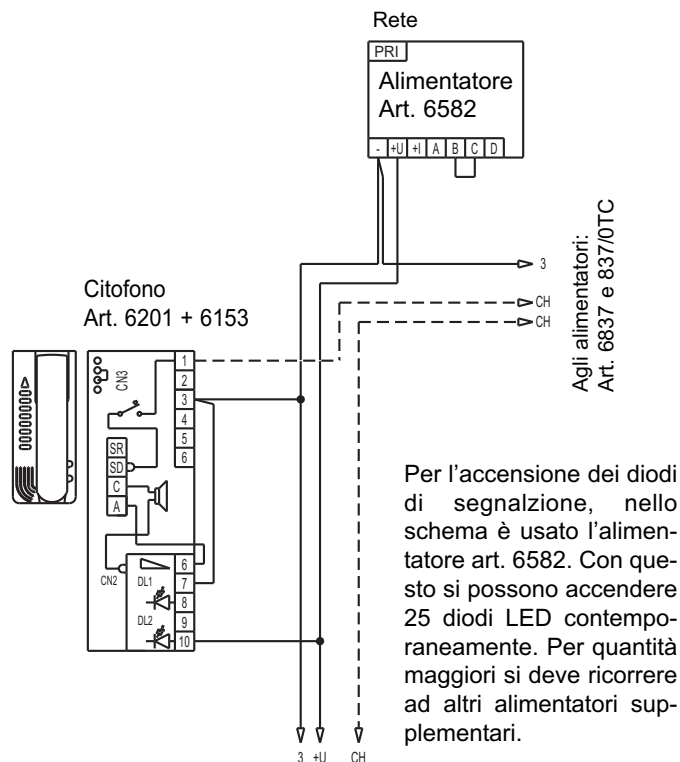 Rete
PRI
Alimentatore
Art. 6582
- +U +I A B C D
3
CH
CH
Agli alimentatori:
Art. 6837 e 837/0TC
Citofono
Art. 6201 + 6153
CN3
1
2
3
4
5
6
SR
SD
C
A
CN2
DL1
DL2
6
7
8
9
10
Per l’accensione dei diodi
di segnalzione, nello
schema è usato l’alimen-
tatore art. 6582. Con que-
sto si possono accendere
25 diodi LED contempo-
raneamente. Per quantità
maggiori si deve ricorrere
ad altri alimentatori sup-
plementari.
3 +U CH